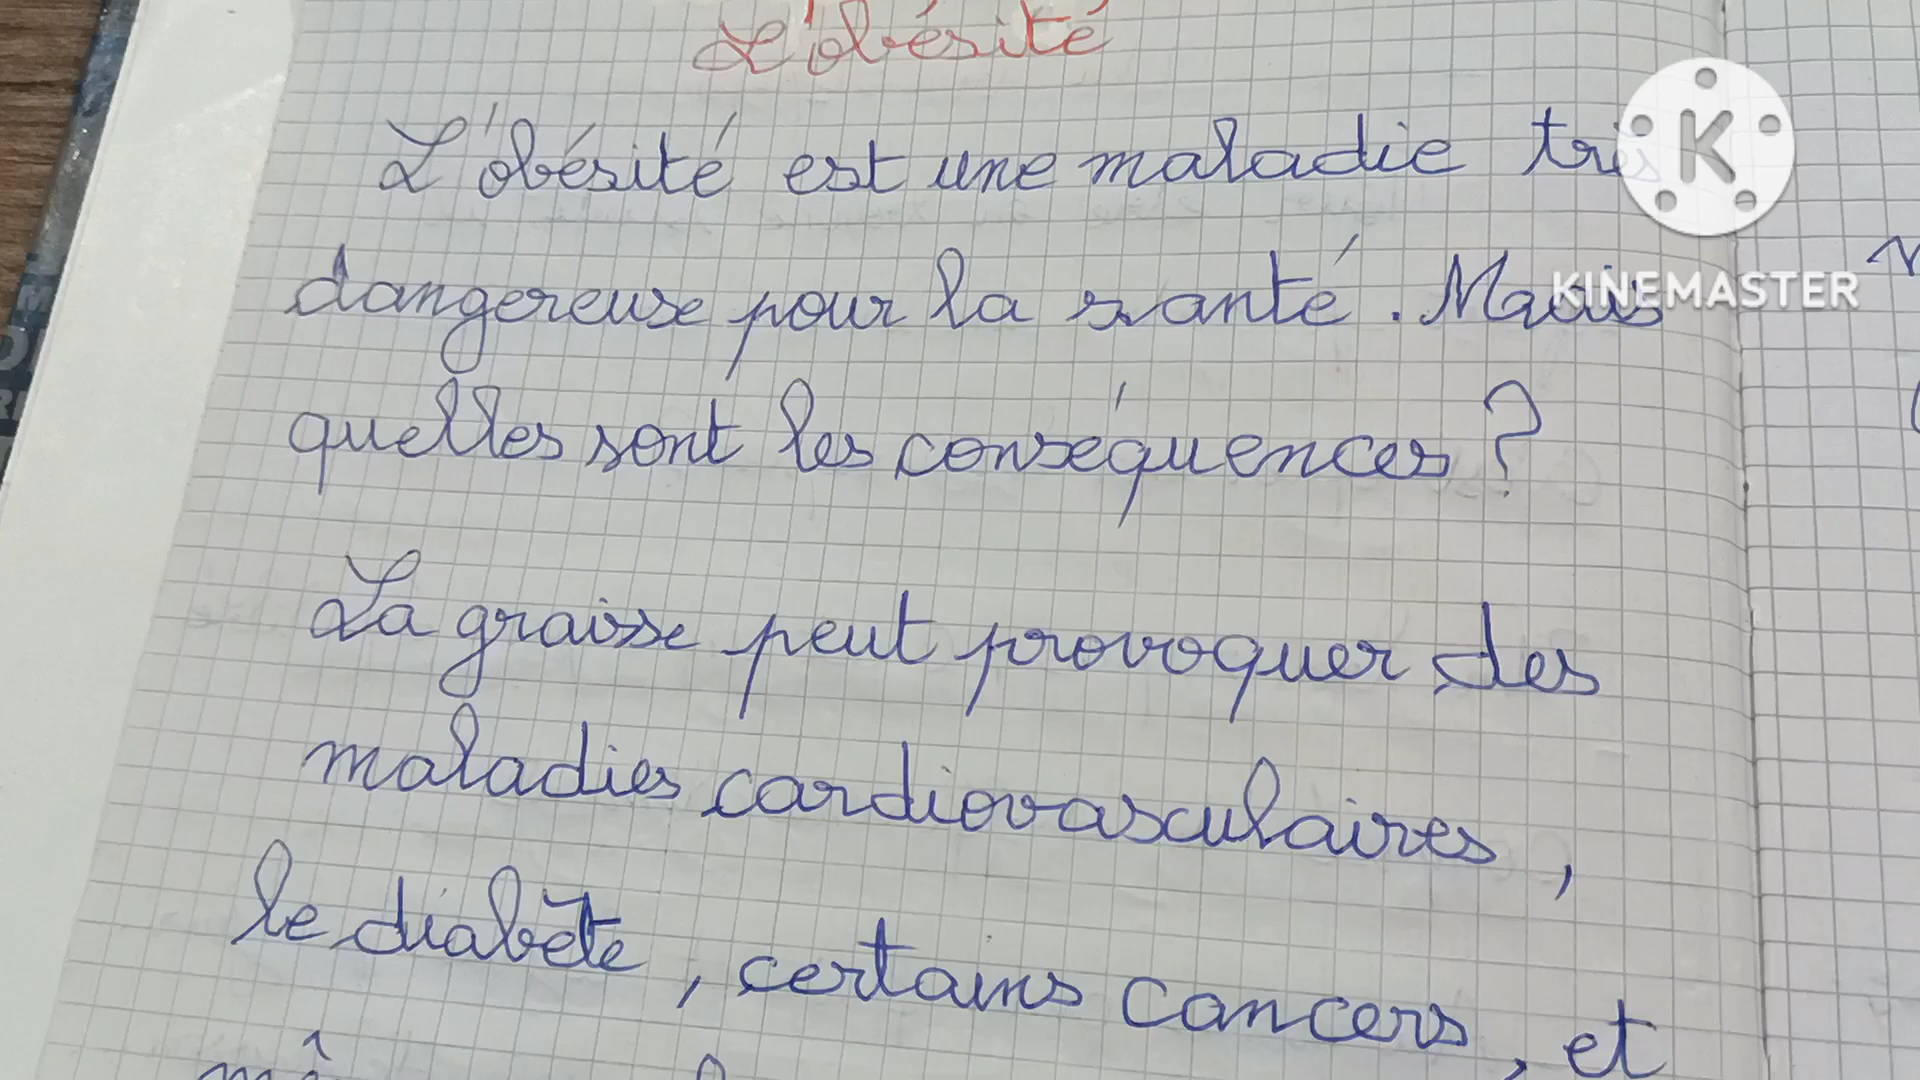 L'obésité
L'obésité est une maladie très
dangereuse pour la santé. Mais
KINEMASTER
quelles sont les conséquences ?
La graisse peut provoquer des
maladies cardiovasculaires,
le diabète, certains cancers, et